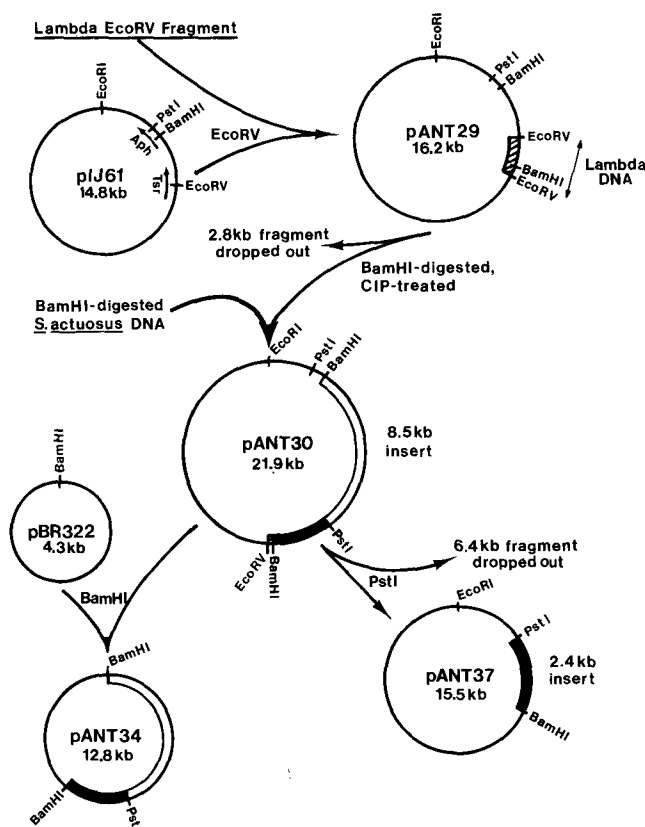 Lambda EcoRV Fragment
EcoRI
PstI
BamHI
Aph
pIJ61
14.8kb
Tsr
EcoRV
EcoRV
EcoRI
PstI
BamHI
pANT29
16.2kb
EcoRV
BamHI
EcoRV
Lambda
DNA
2.8kb fragment
dropped out
BamHI-digested,
CIP-treated
BamHI-digested
S.actuosus DNA
EcoRI
PstI
BamHI
pANT30
21.9kb
8.5kb
insert
PstI
EcoRV
BamHI
BamHI
pBR322
4.3kb
BamHI
PstI
6.4kb fragment
dropped out
EcoRI
PstI
pANT37
15.5kb
2.4kb
insert
BamHI
BamHI
pANT34
12.8kb
BamHI
Pst